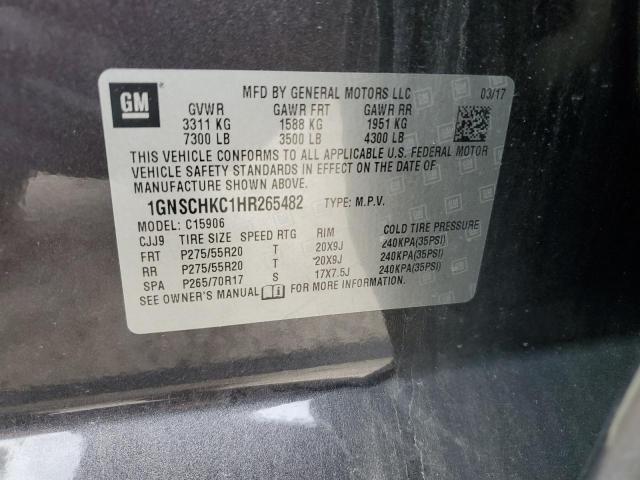 GM
MFD BY GENERAL MOTORS LLC 03/17
GVWR GAWR FRT GAWR RR
3311 KG 1588 KG 1951 KG
7300 LB 3500 LB 4300 LB
THIS VEHICLE CONFORMS TO ALL APPLICABLE U.S. FEDERAL MOTOR
VEHICLE SAFETY STANDARDS IN EFFECT ON THE DATE OF
MANUFACTURE SHOWN ABOVE.
1GNSCHKC1HR265482 TYPE: M.P.V.
MODEL: C15906
CJJ9 TIRE SIZE SPEED RTG RIM COLD TIRE PRESSURE
FRT P275/55R20 T 20X9J 240KPA(35PSI)
RR P275/55R20 T 20X9J 240KPA(35PSI)
SPA P265/70R17 S 17X7.5J 240KPA(35PSI)
SEE OWNER'S MANUAL